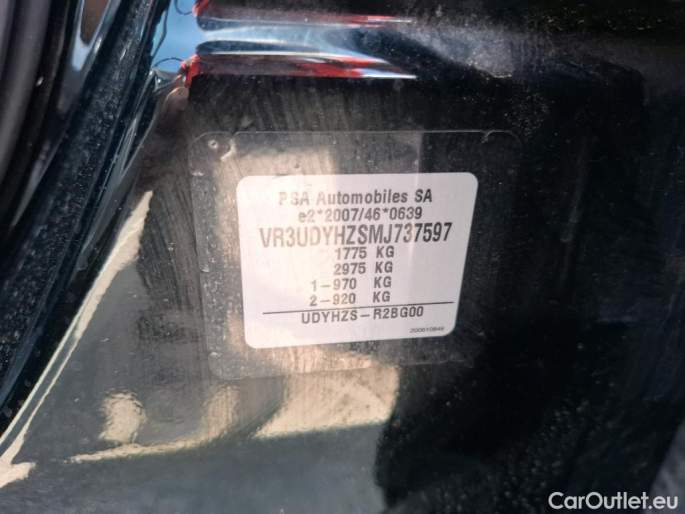 PSA Automobiles SA
e2*2007/46*0639
VR3UDYHZSMJ737597
1775 KG
2975 KG
1-970 KG
2-920 KG
UDYHZS-R2BG00
CarOutlet.eu